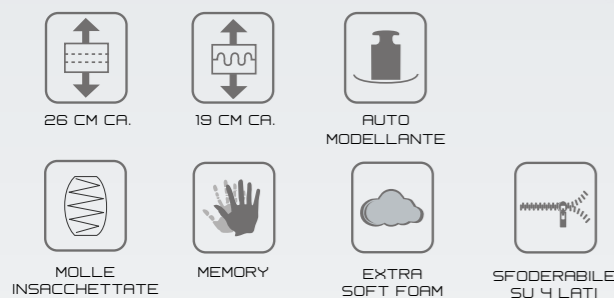 26 CM CA.
19 CM CA.
AUTO
MODELLANTE
MOLLE
INSACCHETTATE
MEMORY
EXTRA
SOFT FOAM
SFODERABILE
SU 4 LATI